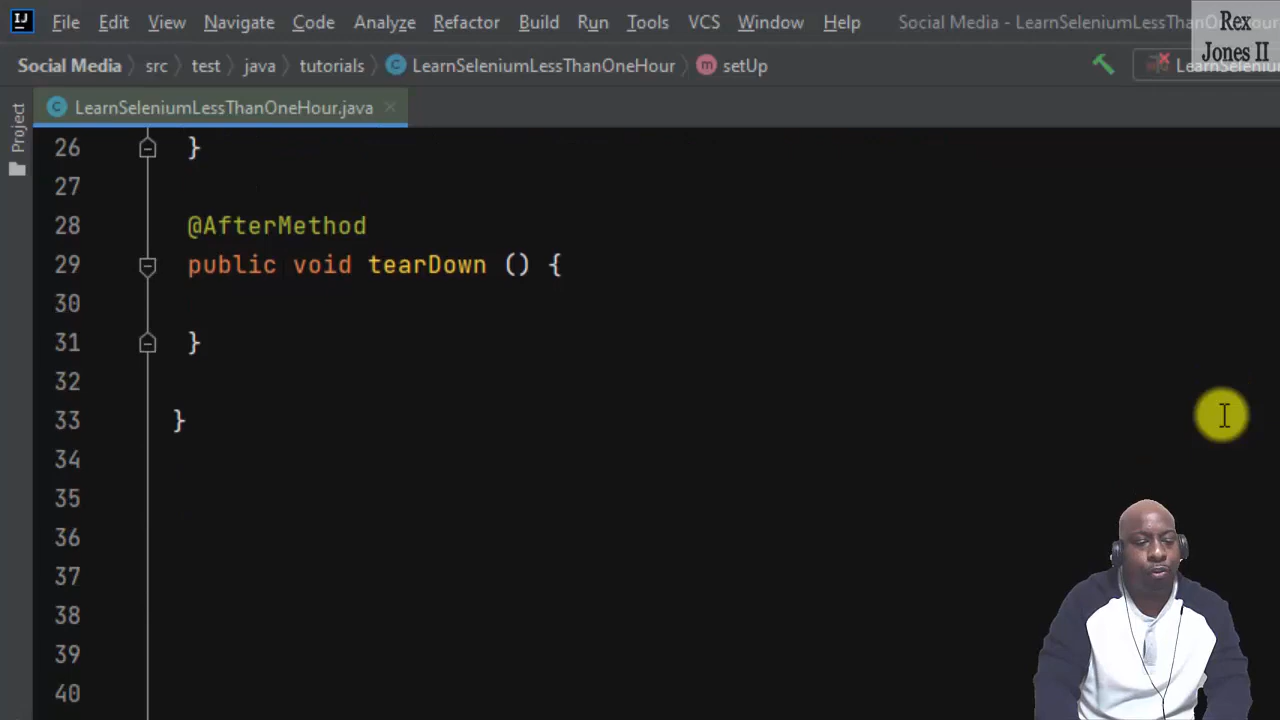 File Edit View Navigate Code Analyze Refactor Build Run Tools VCS Window Help Social Media - LearnSeleniumLessThanOneHour
Rex
Jones II
Social Media src test java tutorials LearnSeleniumLessThanOneHour setUp LearnSelenium
Project
LearnSeleniumLessThanOneHour.java
26 }
27
28 @AfterMethod
29 public void tearDown () {
30
31 }
32
33 }
34
35
36
37
38
39
40